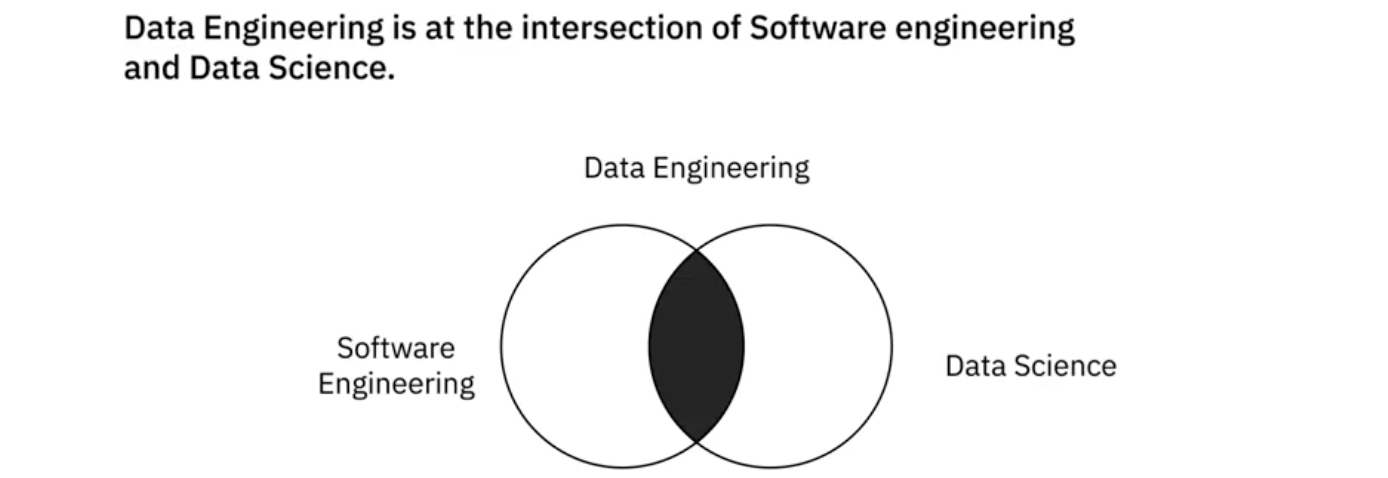 Data Engineering is at the intersection of Software engineering
and Data Science.
Data Engineering
Software
Engineering
Data Science